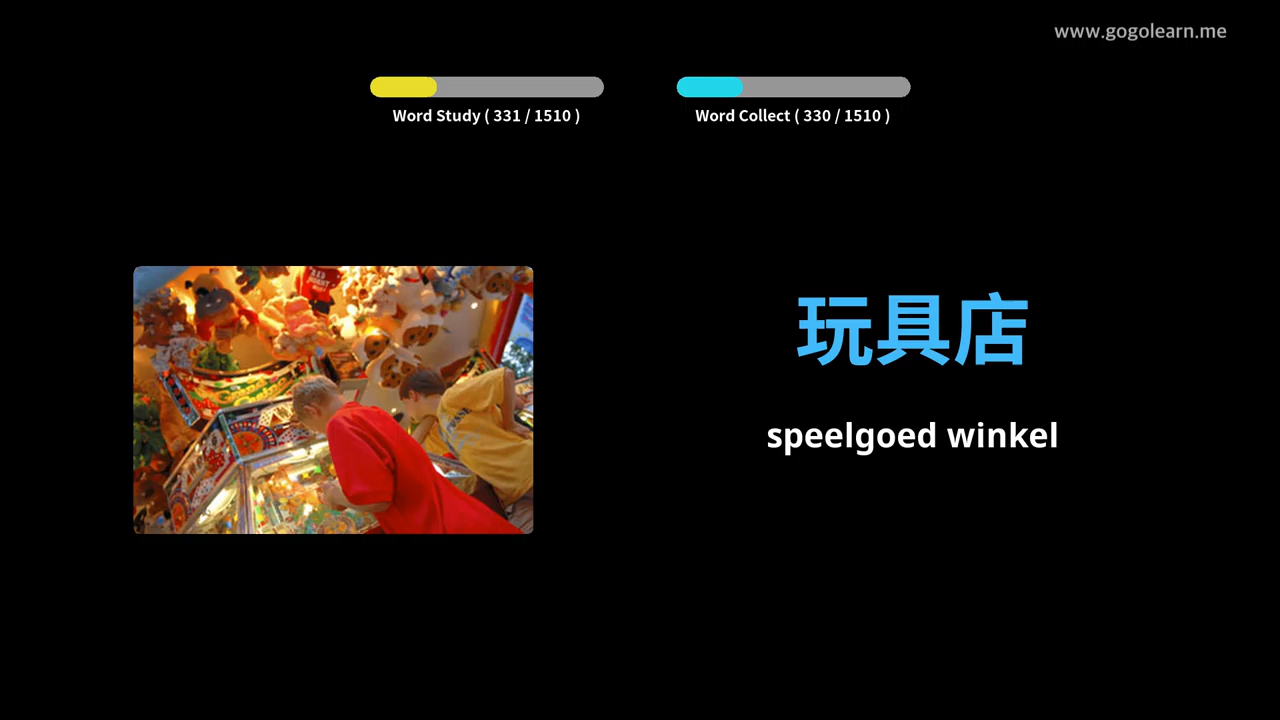 www.gogolearn.me
Word Study ( 331 / 1510 )
Word Collect ( 330 / 1510 )
玩具店
speelgoed winkel